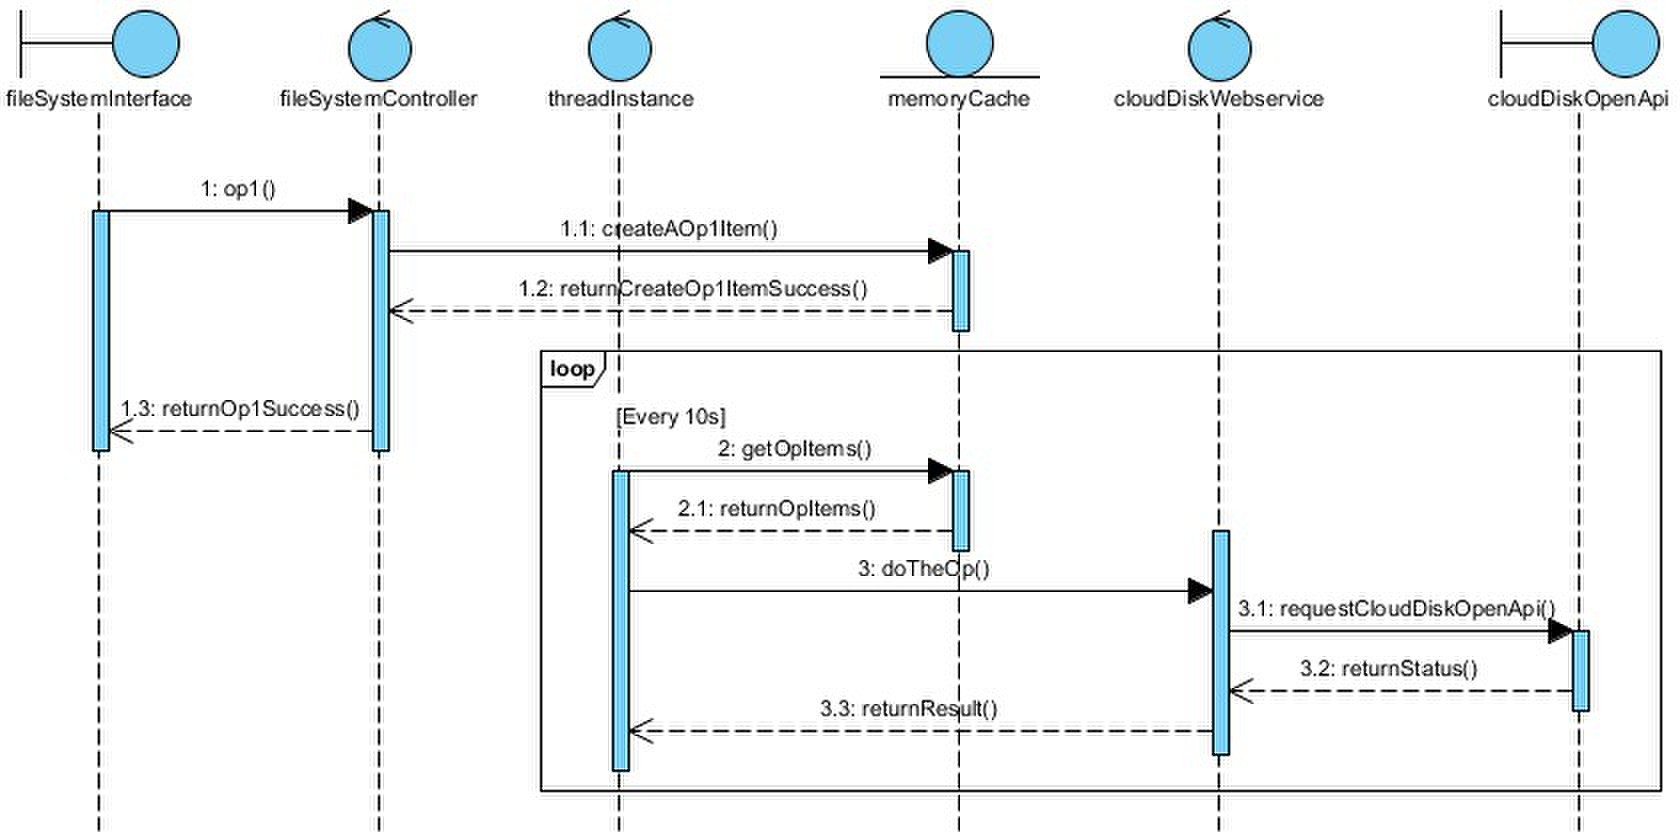 fileSystemInterface
fileSystemController
threadInstance
memoryCache
cloudDiskWebservice
cloudDiskOpenApi
1: op1()
1.1: createAOp1Item()
1.2: returnCreateOp1ItemSuccess()
loop
1.3: returnOp1Success()
[Every 10s]
2: getOpItems()
2.1: returnOpItems()
3: doTheOp()
3.1: requestCloudDiskOpenApi()
3.2: returnStatus()
3.3: returnResult()